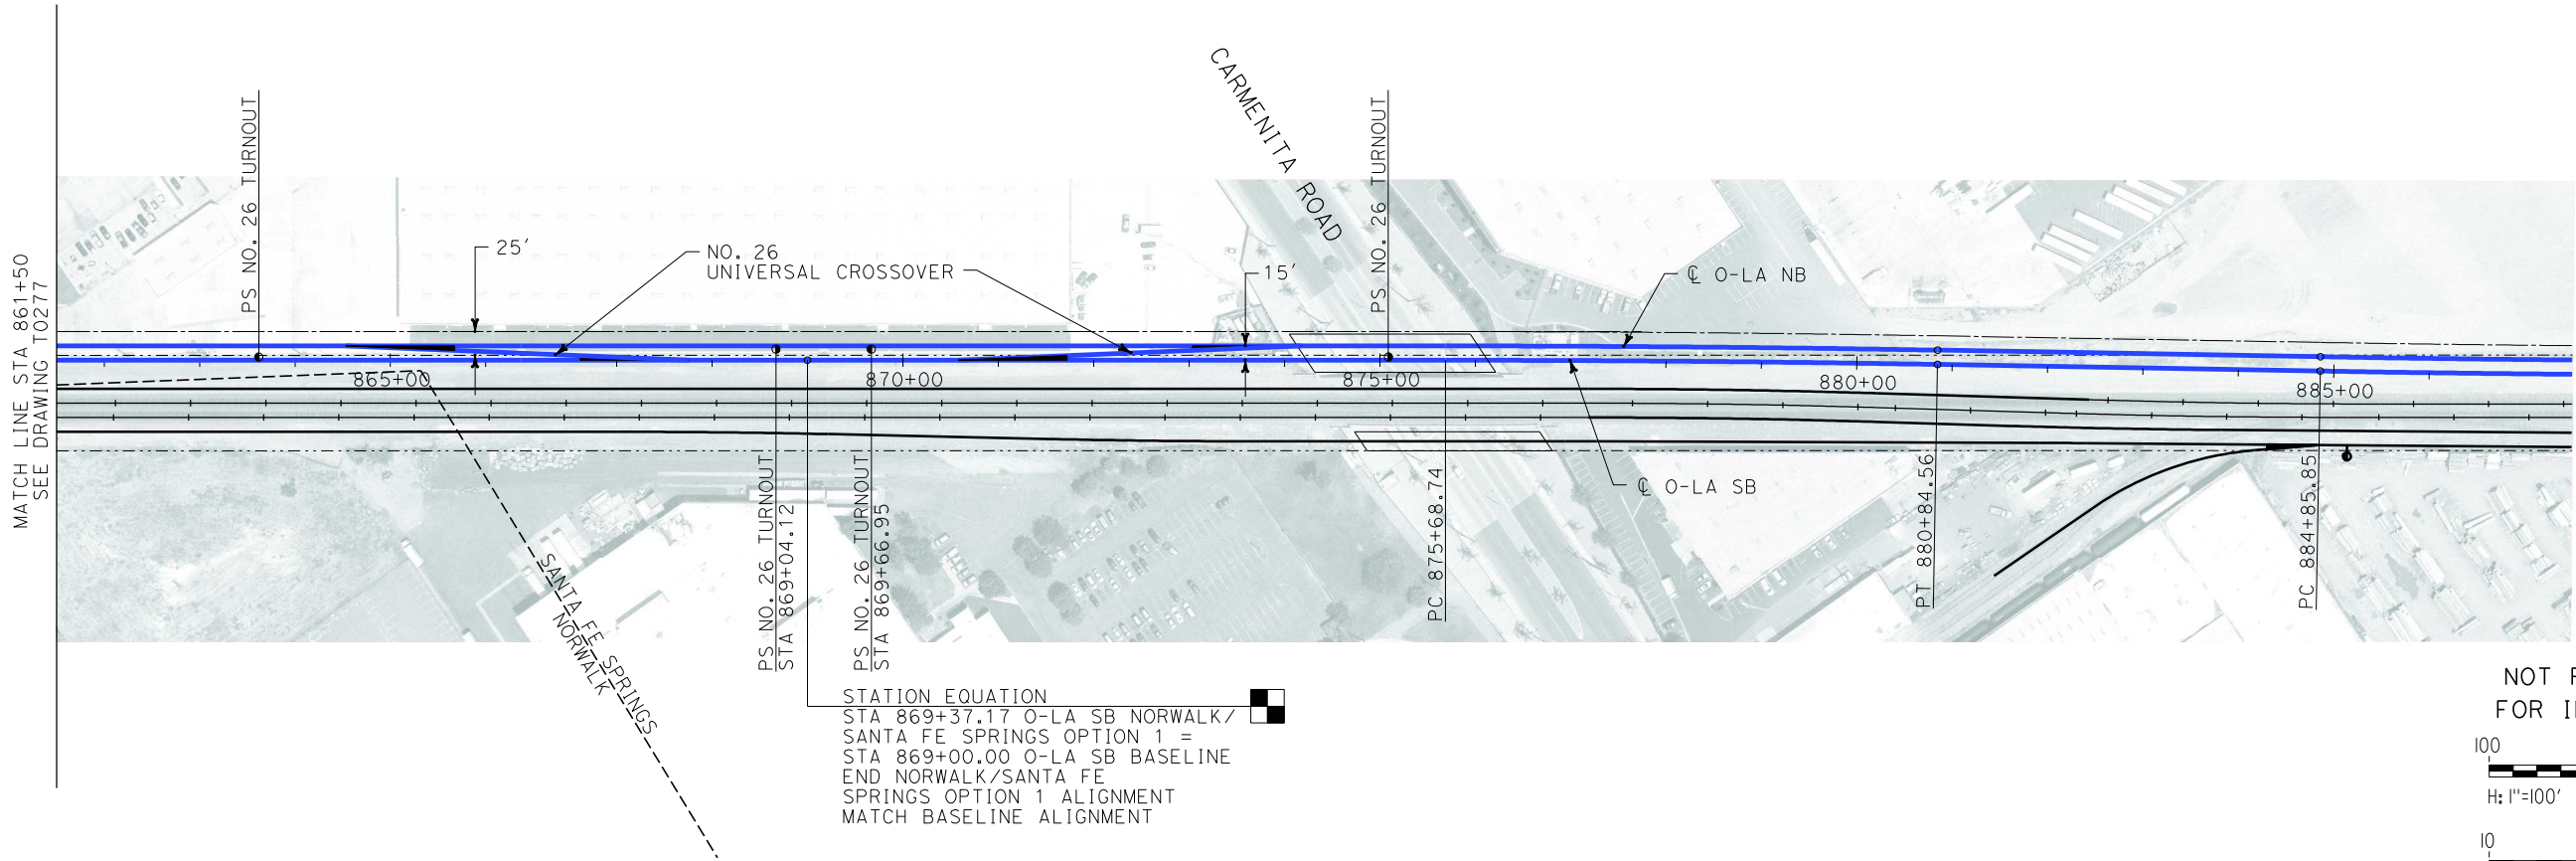 MATCH LINE STA 861+50
SEE DRAWING TO277
PS NO. 26 TURNOUT
25'
NO. 26
UNIVERSAL CROSSOVER
15'
CARMENITA ROAD
PS NO. 26 TURNOUT
℄ O-LA NB
865+00
870+00
875+00
880+00
885+00
℄ O-LA SB
SANTA FE SPRINGS
NORWALK
PS NO. 26 TURNOUT
STA 869+04.12
PS NO. 26 TURNOUT
STA 869+66.95
PC 875+68.74
PT 880+84.56
PC 884+85.85
STATION EQUATION
STA 869+37.17 O-LA SB NORWALK/
SANTA FE SPRINGS OPTION 1 =
STA 869+00.00 O-LA SB BASELINE
END NORWALK/SANTA FE
SPRINGS OPTION 1 ALIGNMENT
MATCH BASELINE ALIGNMENT
NOT
FOR
100
H: 1"=100'
10